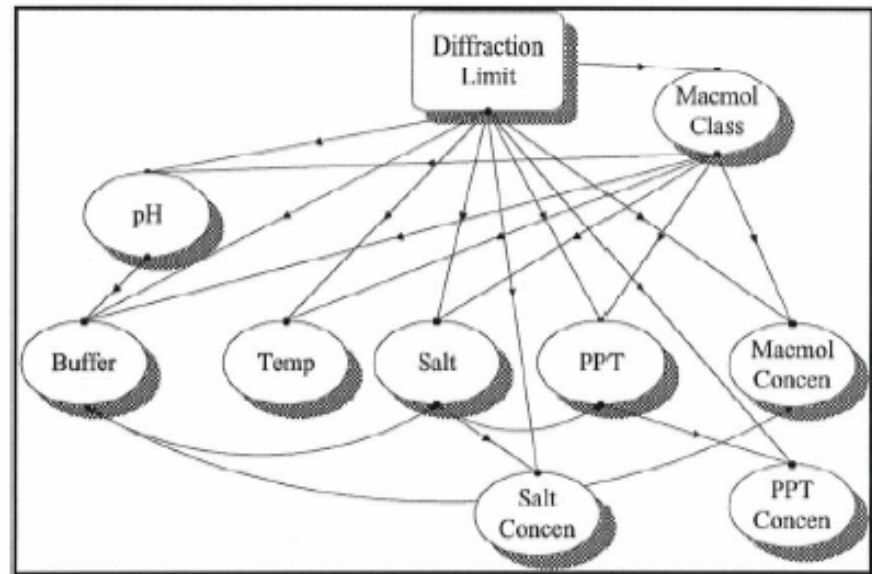 Diffraction
Limit
Macmol
Class
pH
Buffer
Temp
Salt
PPT
Macmol
Concen
Salt
Concen
PPT
Concen